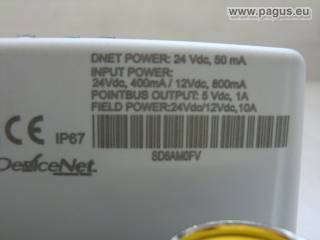 www.pagus.eu
DNET POWER: 24 Vdc, 50 mA
INPUT POWER:
24Vdc, 400mA / 12Vdc, 800mA
POINTBUS OUTPUT: 5 Vdc, 1A
FIELD POWER:24Vdc/12Vdc,10A
CE IP67
SD6AM0FV
DeviceNet